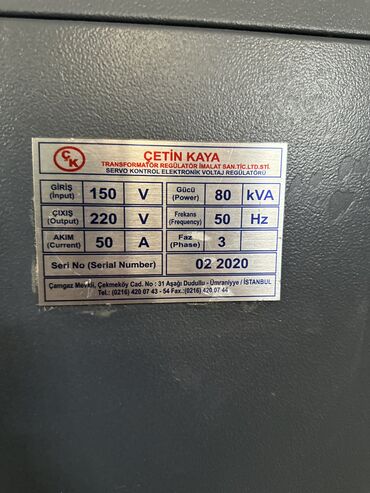 ÇK
ÇETİN KAYA
TRANSFORMATÖR REGÜLATÖR İMALAT SAN.TİC.LTD.STİ.
SERVO KONTROL ELEKTRONİK VOLTAJ REGÜLATÖRÜ
GİRİŞ (İnput) 150 V Gücü (Power) 80 kVA
ÇIXIŞ (Output) 220 V Frekans (Frequency) 50 Hz
AKIM (Current) 50 A Faz (Phase) 3
Seri No (Serial Number) 02 2020
Çamgaz Mevkii, Çekmeköy Cad. No : 31 Aşağı Dudullu - Ümraniye / İSTANBUL
Tel.: (0216) 420 07 43 - 54 Fax.:(0216) 420 07 44